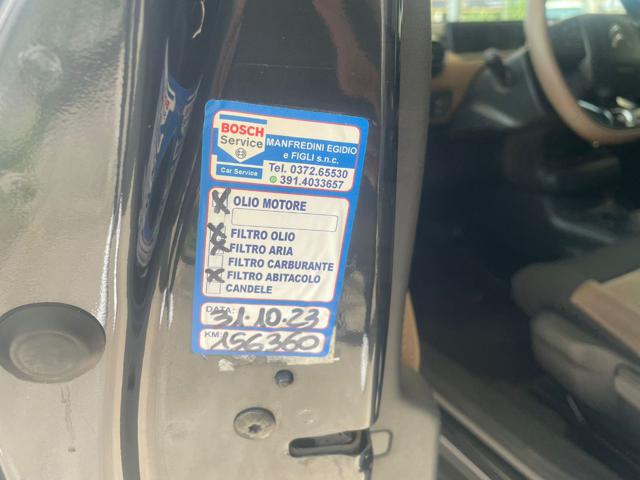 BOSCH
Service
Car Service
MANFREDINI EGIDIO
e FIGLI s.n.c.
Tel. 0372.65530
391.4033657
OLIO MOTORE
FILTRO OLIO
FILTRO ARIA
FILTRO CARBURANTE
FILTRO ABITACOLO
CANDELE
DATA: 31.10.23
KM: 156360